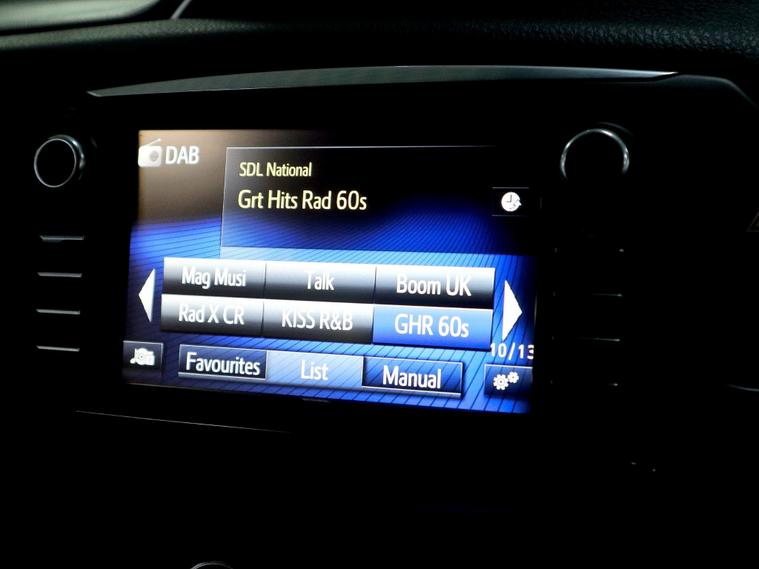 DAB
SDL National
Grt Hits Rad 60s
Mag Musi Talk Boom UK
Rad X CR KISS R&B GHR 60s
10/13
Favourites List Manual